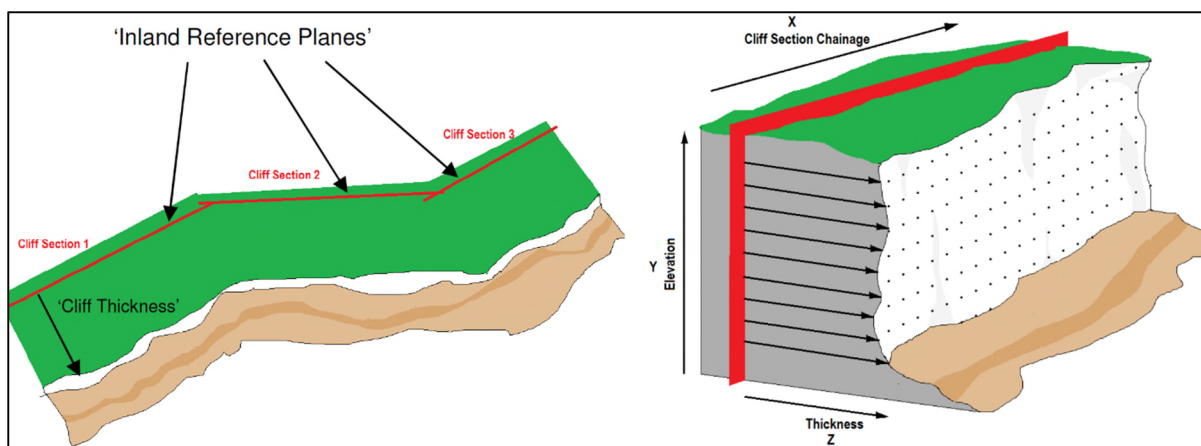 ‘Inland Reference Planes’
Cliff Section 3
Cliff Section 2
Cliff Section 1
‘Cliff Thickness’
X
Cliff Section Chainage
Y
Elevation
Thickness
Z